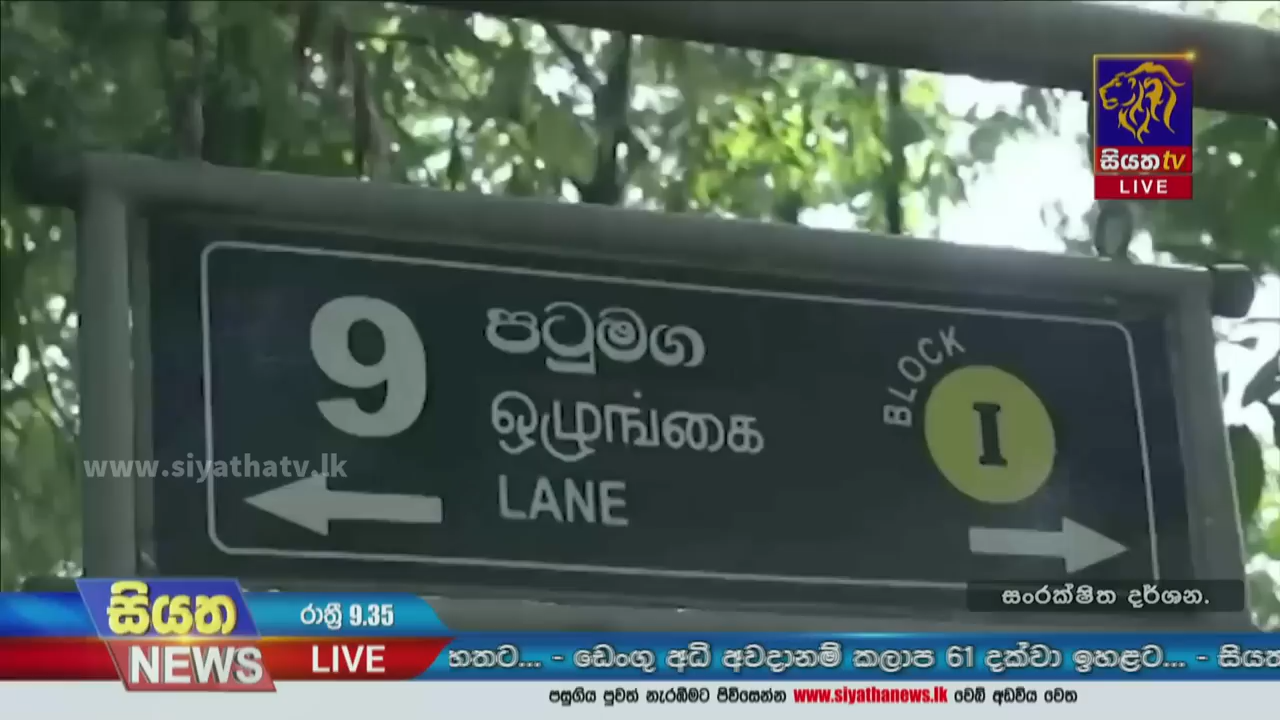 සියත tv
LIVE
9
පටුමග
ஒழுங்கை
LANE
BLOCK
I
www.siyathatv.lk
සංරක්ෂිත දර්ශන.
සියත
NEWS
රාත්‍රී 9.35
LIVE
හතට... - ඩෙංගු අධි අවදානම් කලාප 61 දක්වා ඉහළට... - සියත
පසුගිය පුවත් නැරඹීමට පිවිසෙන්න www.siyathanews.lk වෙබ් අඩවිය වෙත